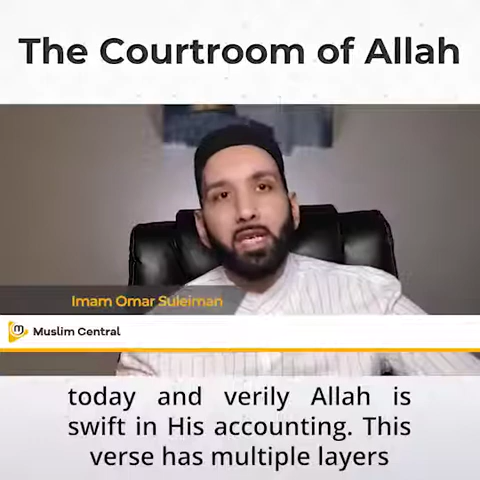 The Courtroom of Allah
Imam Omar Suleiman
Muslim Central
today and verily Allah is
swift in His accounting. This
verse has multiple layers